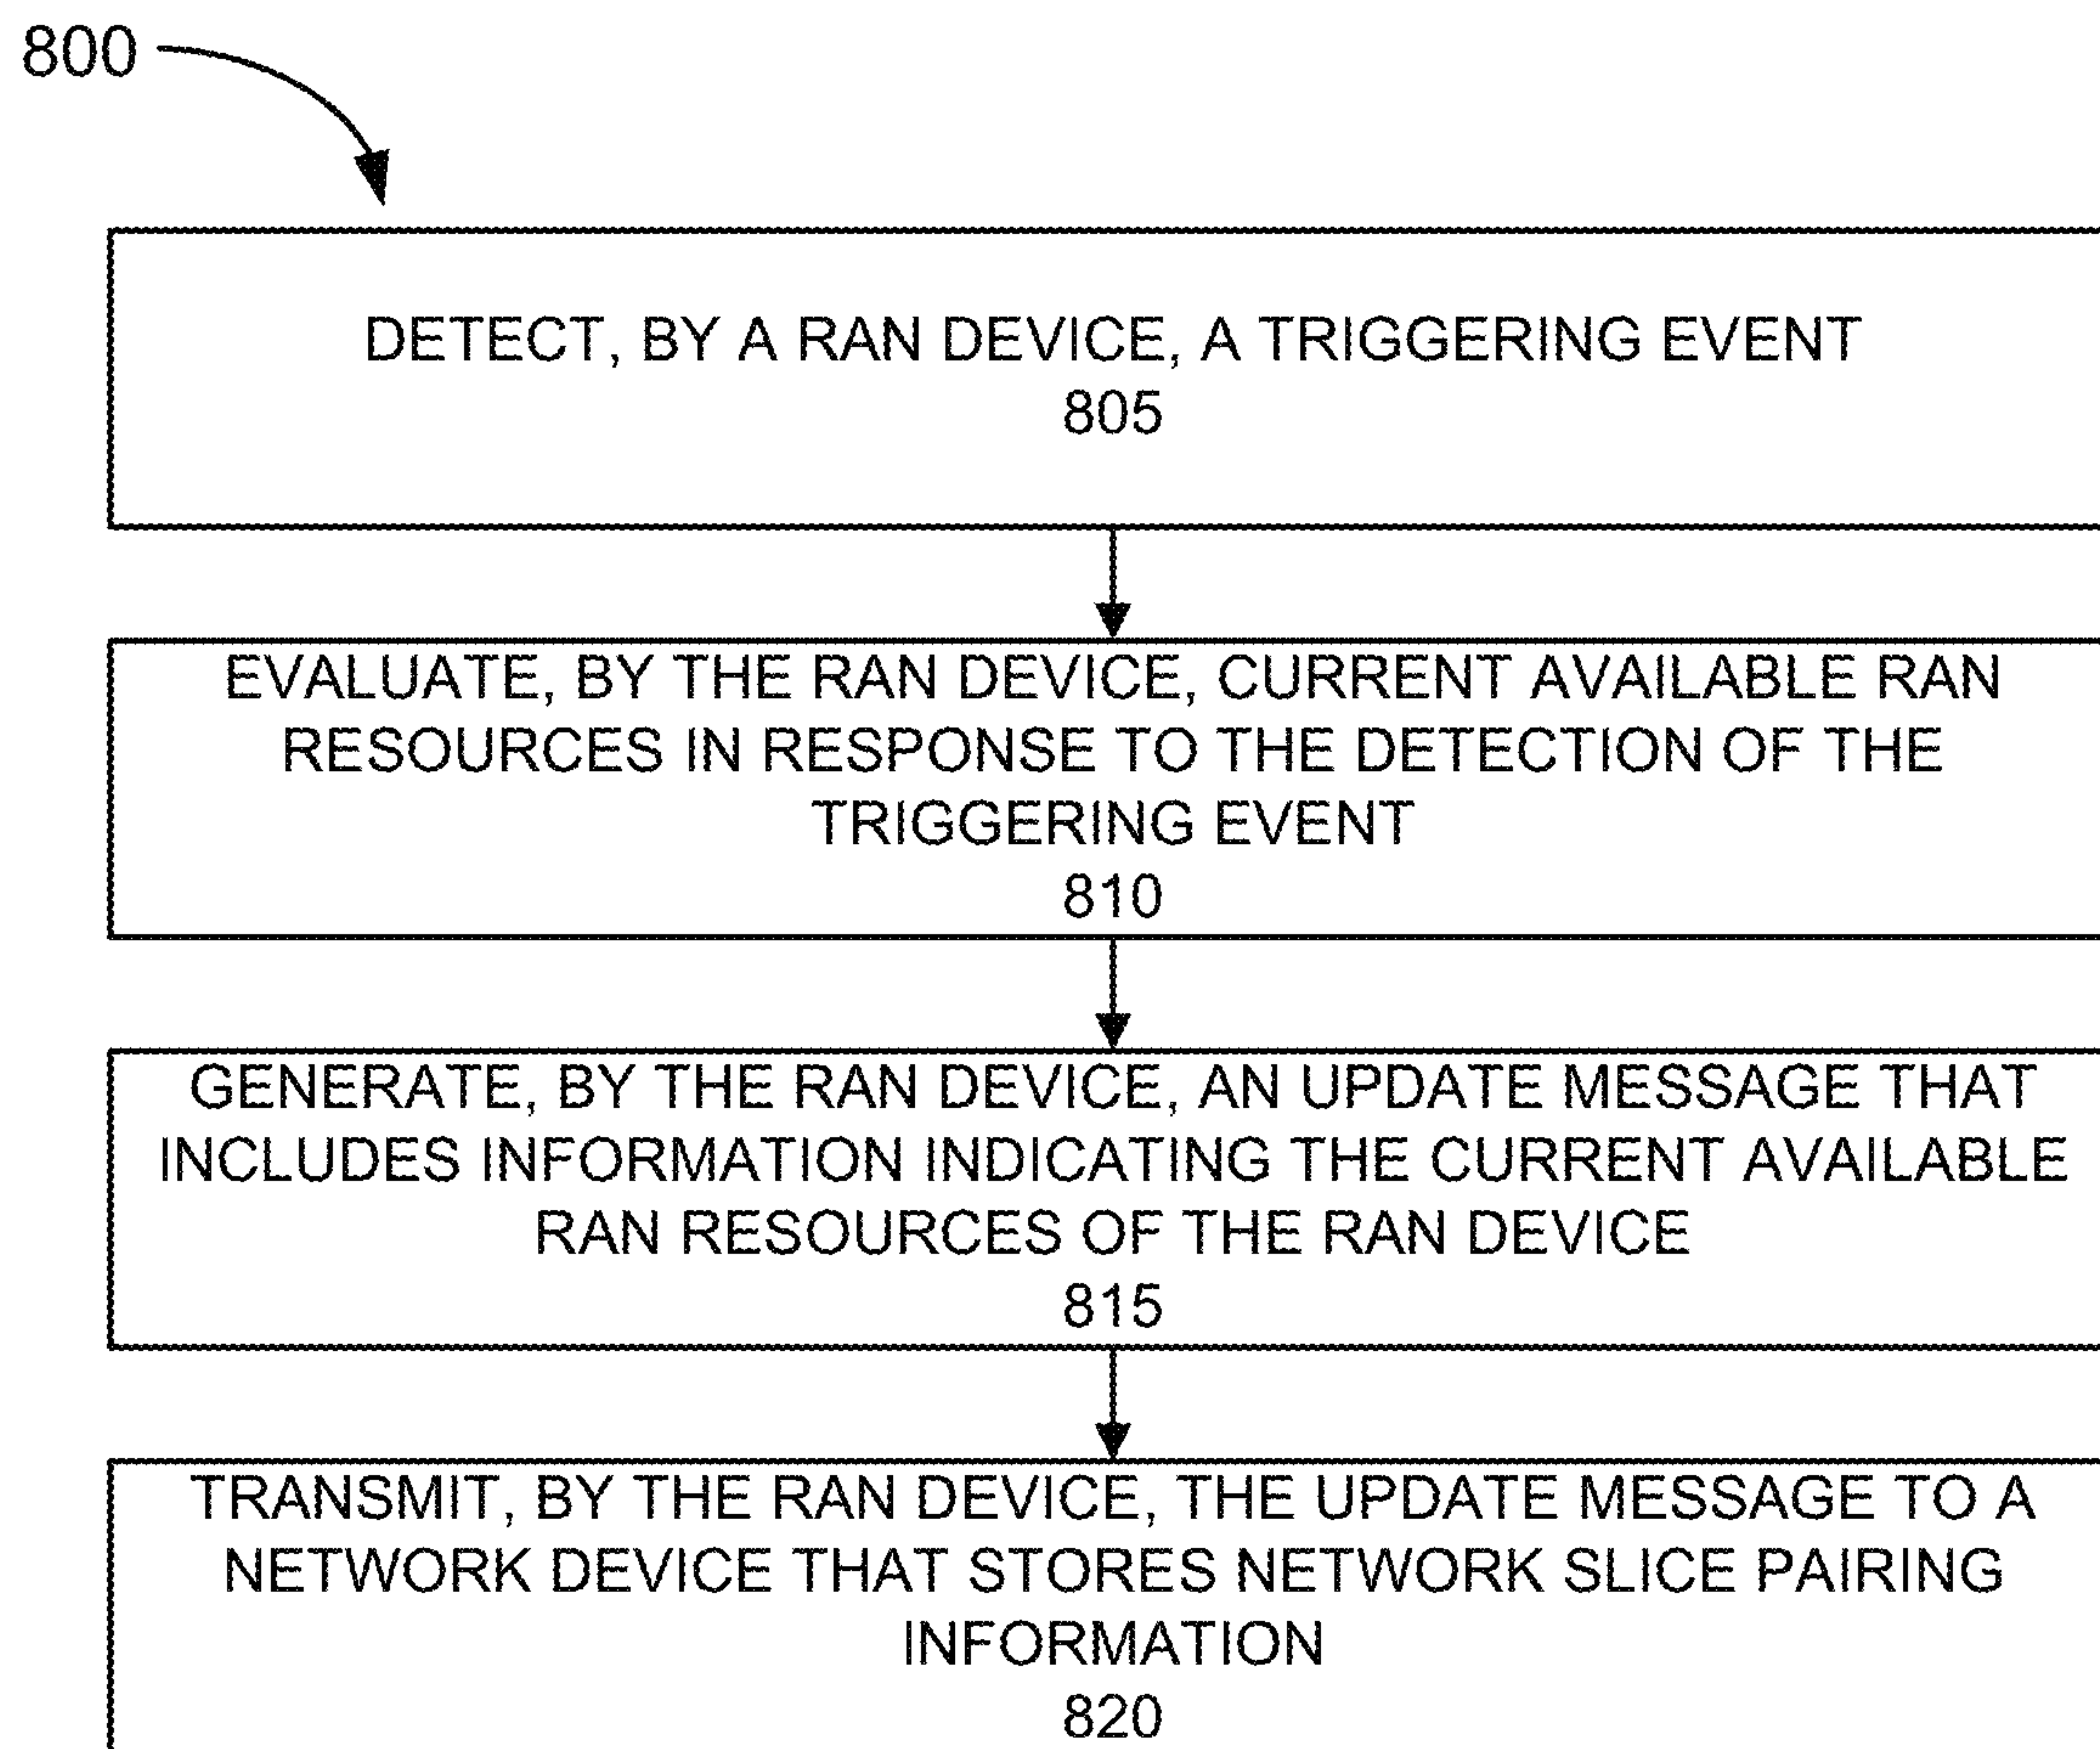 800
DETECT, BY A RAN DEVICE, A TRIGGERING EVENT
805
EVALUATE, BY THE RAN DEVICE, CURRENT AVAILABLE RAN
RESOURCES IN RESPONSE TO THE DETECTION OF THE
TRIGGERING EVENT
810
GENERATE, BY THE RAN DEVICE, AN UPDATE MESSAGE THAT
INCLUDES INFORMATION INDICATING THE CURRENT AVAILABLE
RAN RESOURCES OF THE RAN DEVICE
815
TRANSMIT, BY THE RAN DEVICE, THE UPDATE MESSAGE TO A
NETWORK DEVICE THAT STORES NETWORK SLICE PAIRING
INFORMATION
820